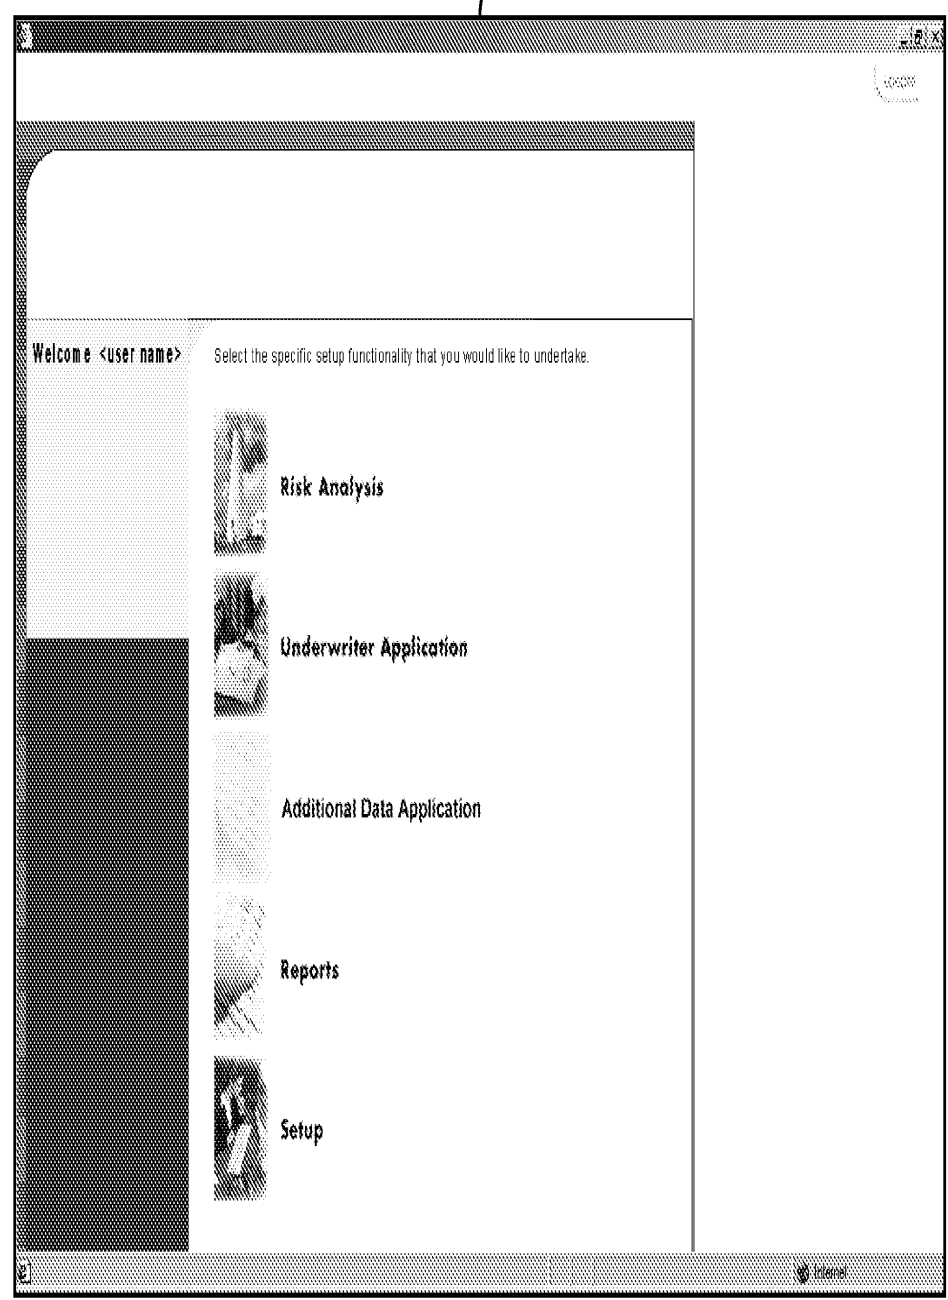 Welcome <user name>
Select the specific setup functionality that you would like to undertake.
Risk Analysis
Underwriter Application
Additional Data Application
Reports
Setup
Internet